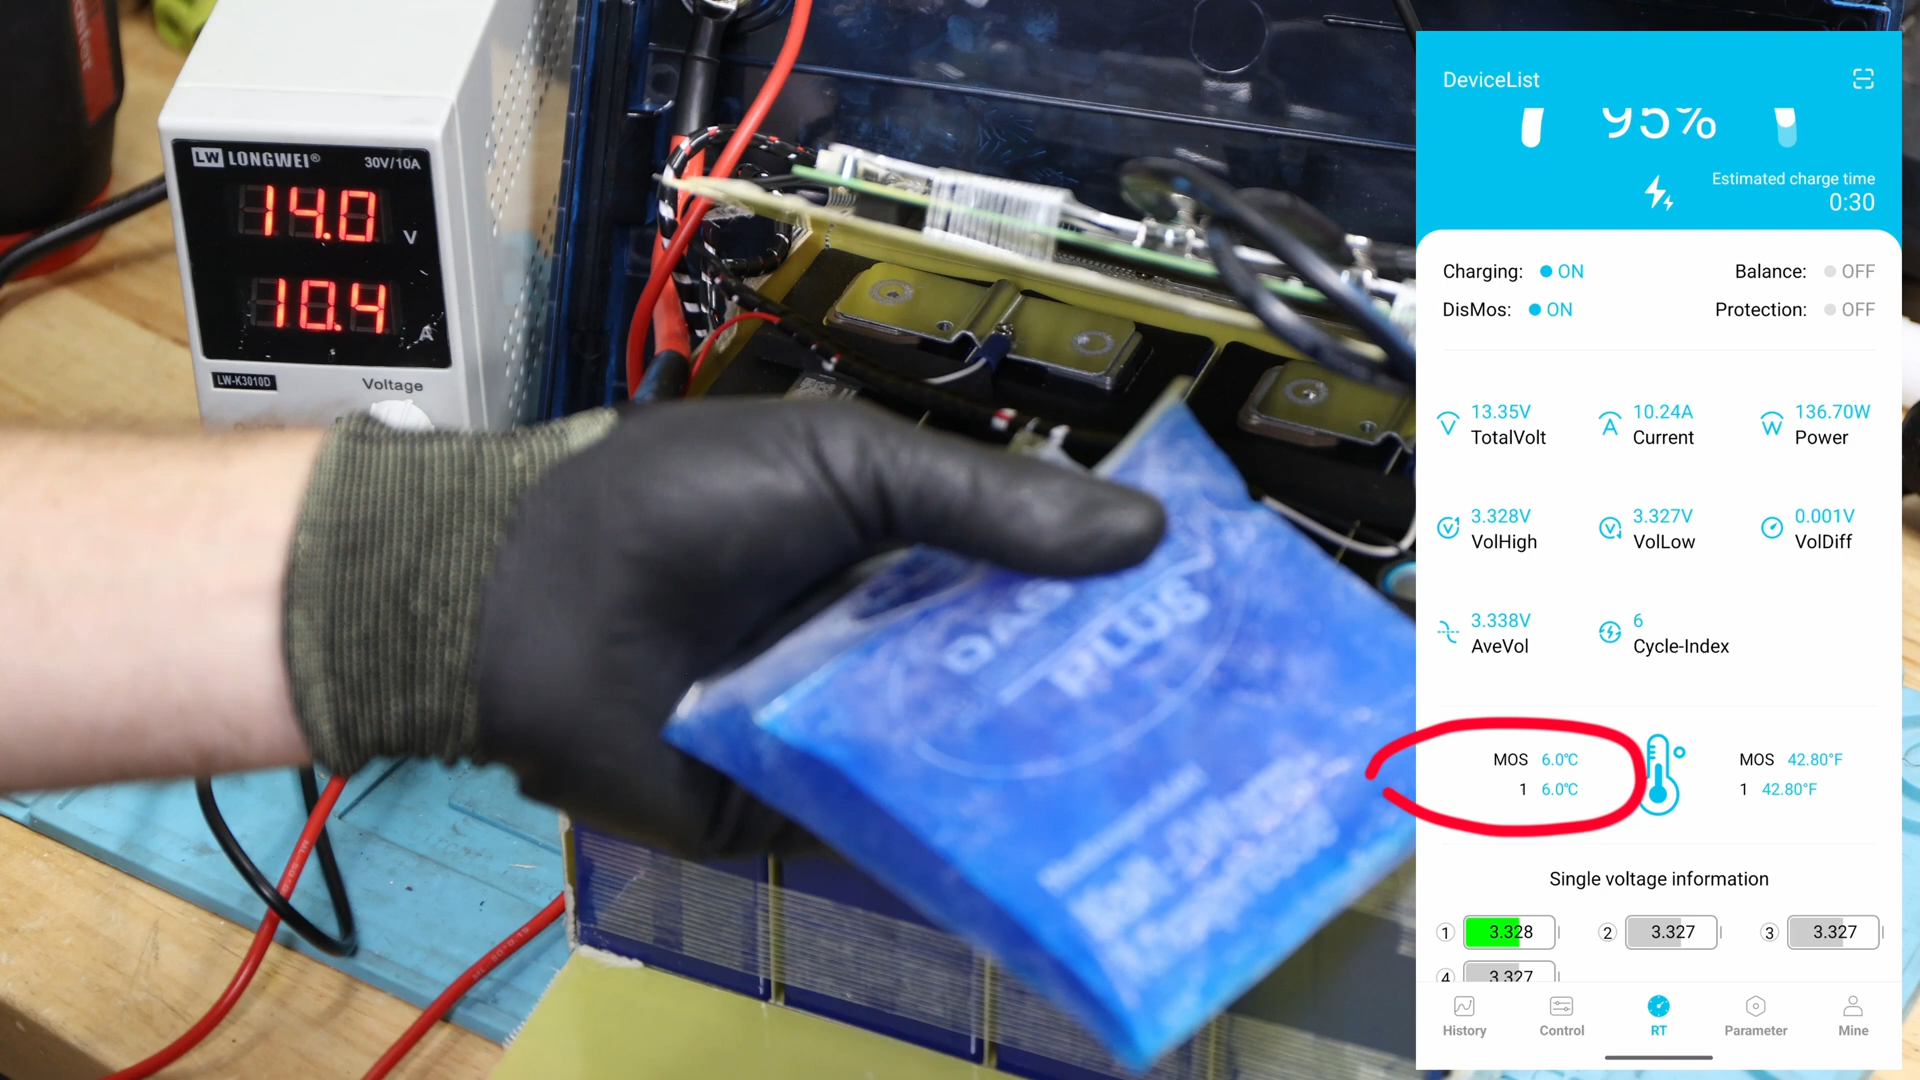 LW LONGWEI® 30V/10A
14.0 V
10.4 A
LW-K3010D
Voltage
PLUS
DeviceList
95%
Estimated charge time
0:30
Charging: ON
Balance: OFF
DisMos: ON
Protection: OFF
13.35V
TotalVolt
10.24A
Current
136.70W
Power
3.328V
VolHigh
3.327V
VolLow
0.001V
VolDiff
3.338V
AveVol
6
Cycle-Index
MOS 6.0℃
1 6.0℃
MOS 42.80°F
1 42.80°F
Single voltage information
1 3.328
2 3.327
3 3.327
4 3.327
History
Control
RT
Parameter
Mine